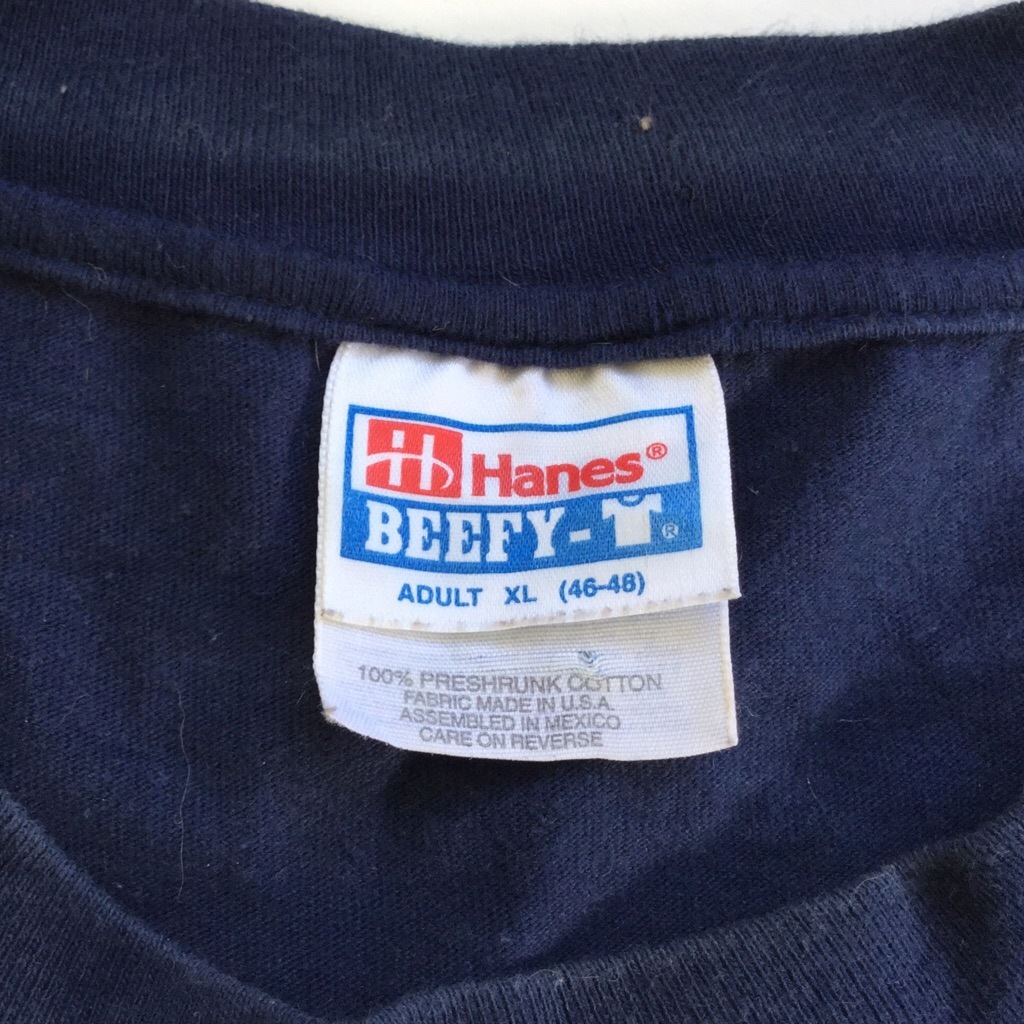 Hanes®
BEEFY-T®
ADULT XL (46-48)
100% PRESHRUNK COTTON
FABRIC MADE IN U.S.A.
ASSEMBLED IN MEXICO
CARE ON REVERSE